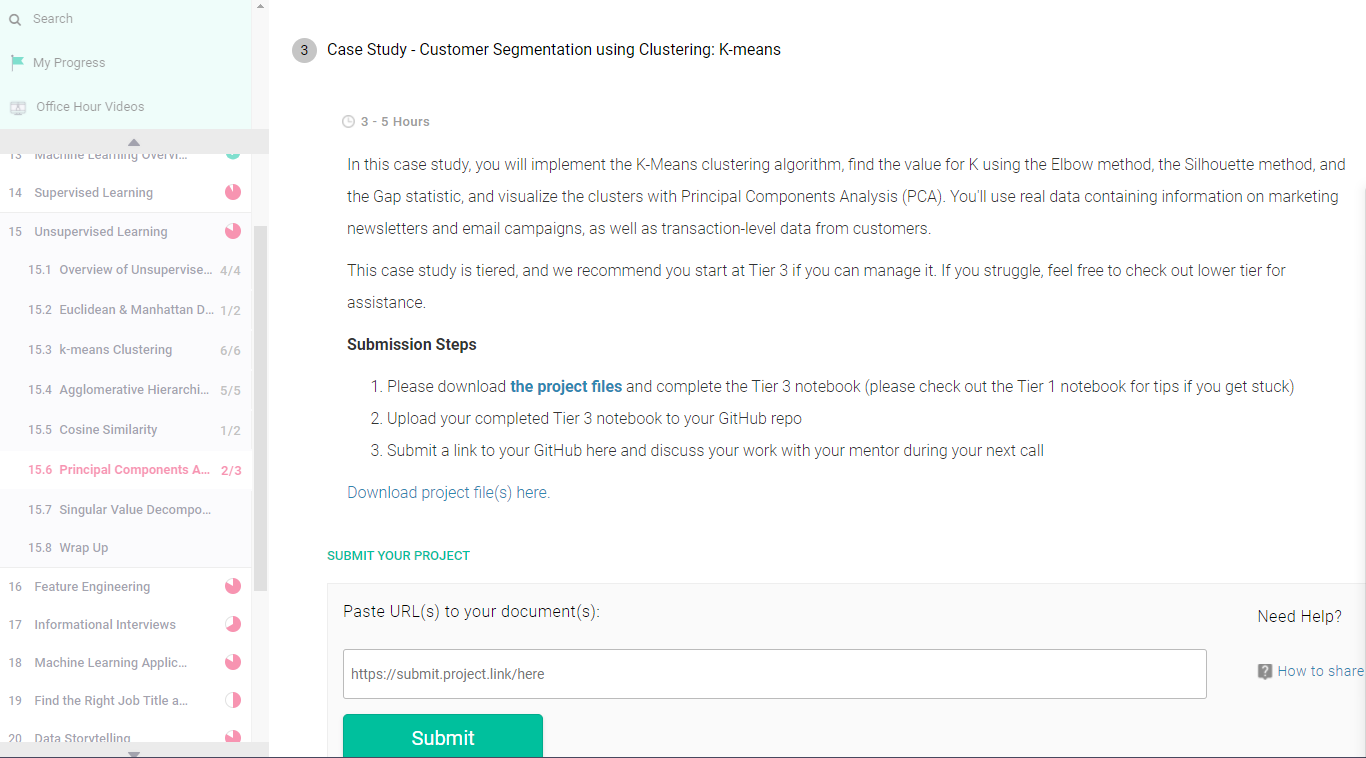 Search
My Progress
Office Hour Videos
13 Machine Learning Overvi...
14 Supervised Learning
15 Unsupervised Learning
15.1 Overview of Unsupervise... 4/4
15.2 Euclidean & Manhattan D... 1/2
15.3 k-means Clustering 6/6
15.4 Agglomerative Hierarchi... 5/5
15.5 Cosine Similarity 1/2
15.6 Principal Components A... 2/3
15.7 Singular Value Decompo...
15.8 Wrap Up
16 Feature Engineering
17 Informational Interviews
18 Machine Learning Applic...
19 Find the Right Job Title a...
20 Data Storytelling
3 Case Study - Customer Segmentation using Clustering: K-means
3 - 5 Hours
In this case study, you will implement the K-Means clustering algorithm, find the value for K using the Elbow method, the Silhouette method, and
the Gap statistic, and visualize the clusters with Principal Components Analysis (PCA). You'll use real data containing information on marketing
newsletters and email campaigns, as well as transaction-level data from customers.
This case study is tiered, and we recommend you start at Tier 3 if you can manage it. If you struggle, feel free to check out lower tier for
assistance.
Submission Steps
1. Please download the project files and complete the Tier 3 notebook (please check out the Tier 1 notebook for tips if you get stuck)
2. Upload your completed Tier 3 notebook to your GitHub repo
3. Submit a link to your GitHub here and discuss your work with your mentor during your next call
Download project file(s) here.
SUBMIT YOUR PROJECT
Paste URL(s) to your document(s):
https://submit.project.link/here
Submit
Need Help?
? How to share